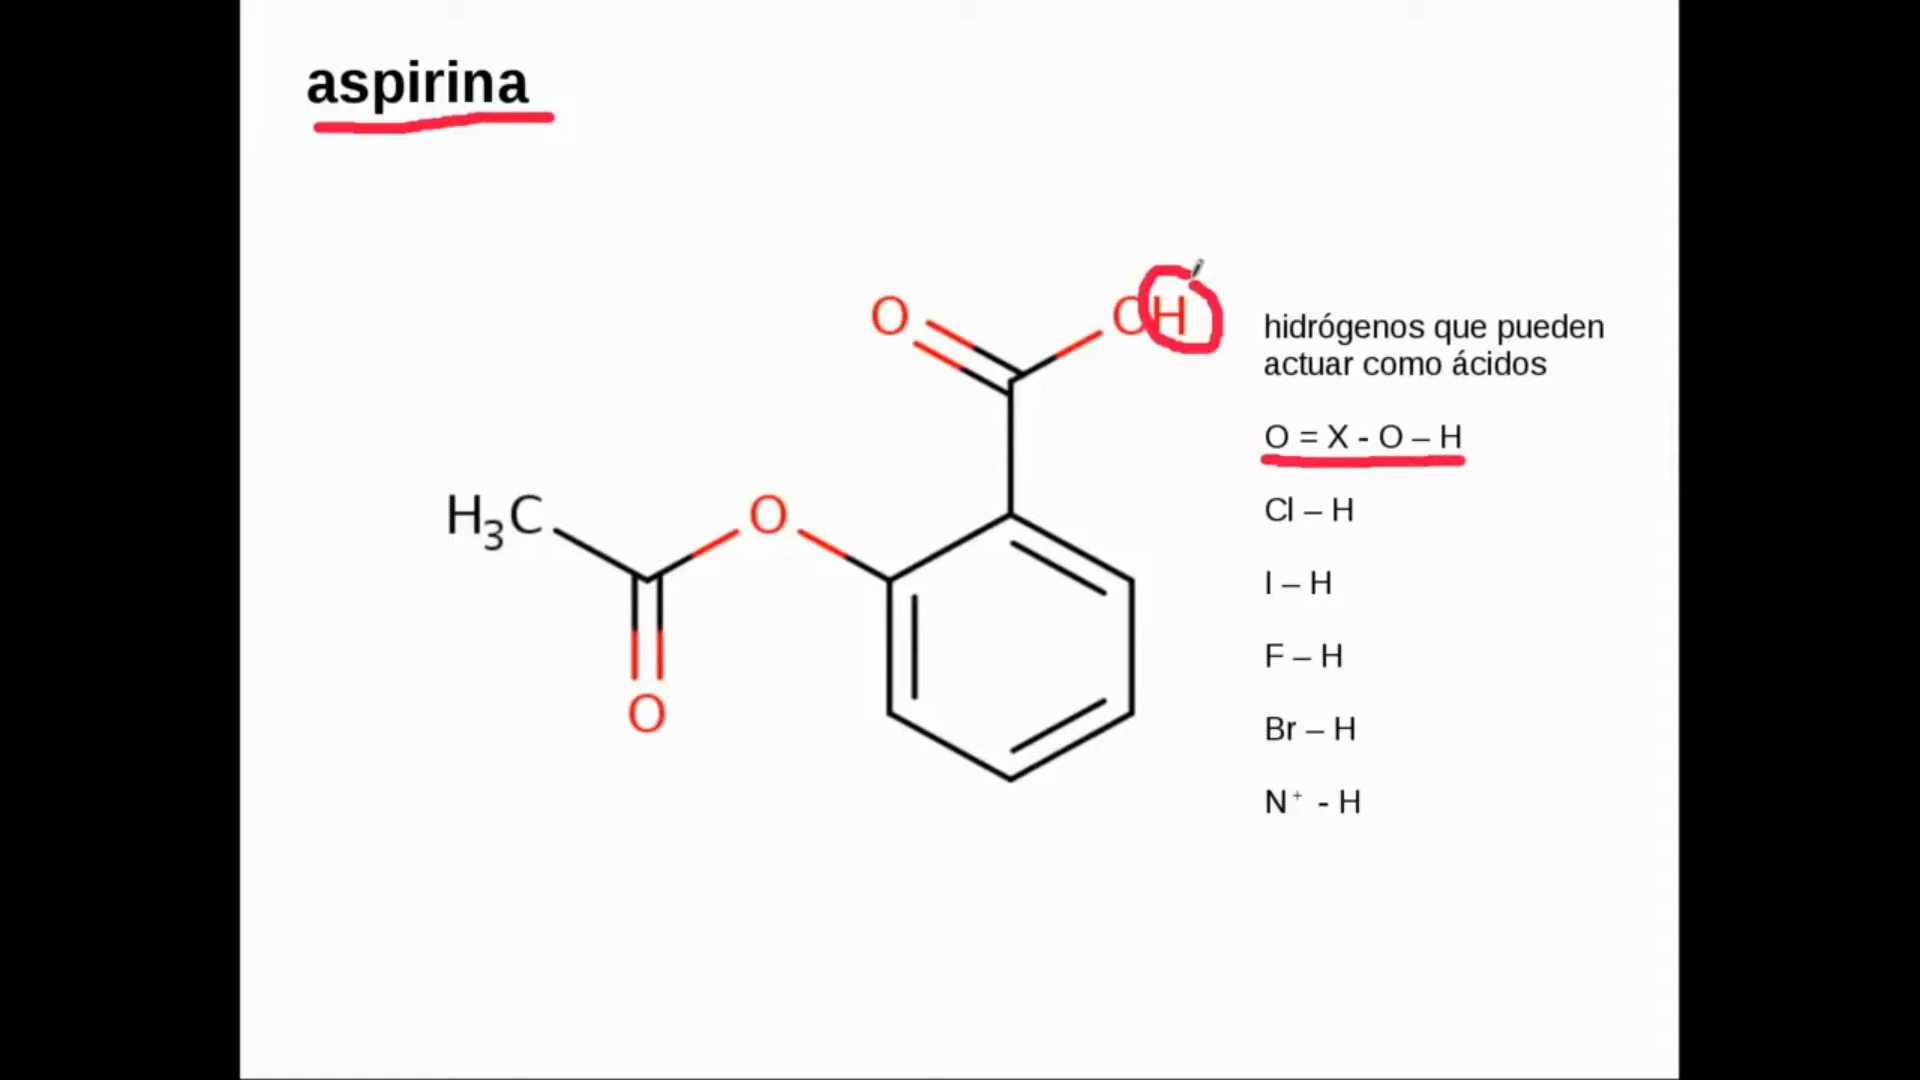 aspirina
O
OH
hidrógenos que pueden
actuar como ácidos
O = X - O – H
H₃C
O
Cl – H
I – H
F – H
O
Br – H
N⁺ - H